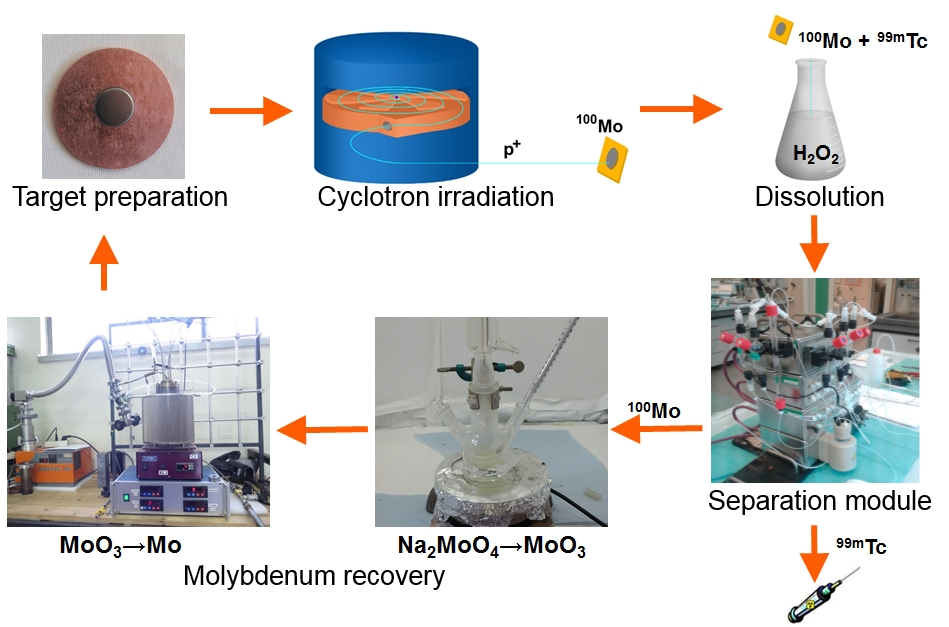 ¹⁰⁰Mo + ⁹⁹ᵐTc
¹⁰⁰Mo
p⁺
H₂O₂
Target preparation
Cyclotron irradiation
Dissolution
¹⁰⁰Mo
Separation module
MoO₃→Mo
Na₂MoO₄→MoO₃
⁹⁹ᵐTc
Molybdenum recovery